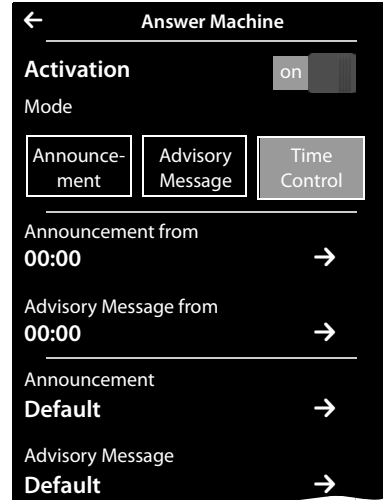 Answer Machine
Activation
on
Mode
Announce-
ment
Advisory
Message
Time
Control
Announcement from
00:00
Advisory Message from
00:00
Announcement
Default
Advisory Message
Default